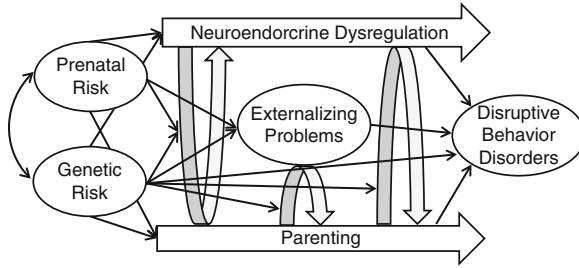 Neuroendorcrine Dysregulation
Prenatal
Risk
Externalizing
Problems
Disruptive
Behavior
Disorders
Genetic
Risk
Parenting